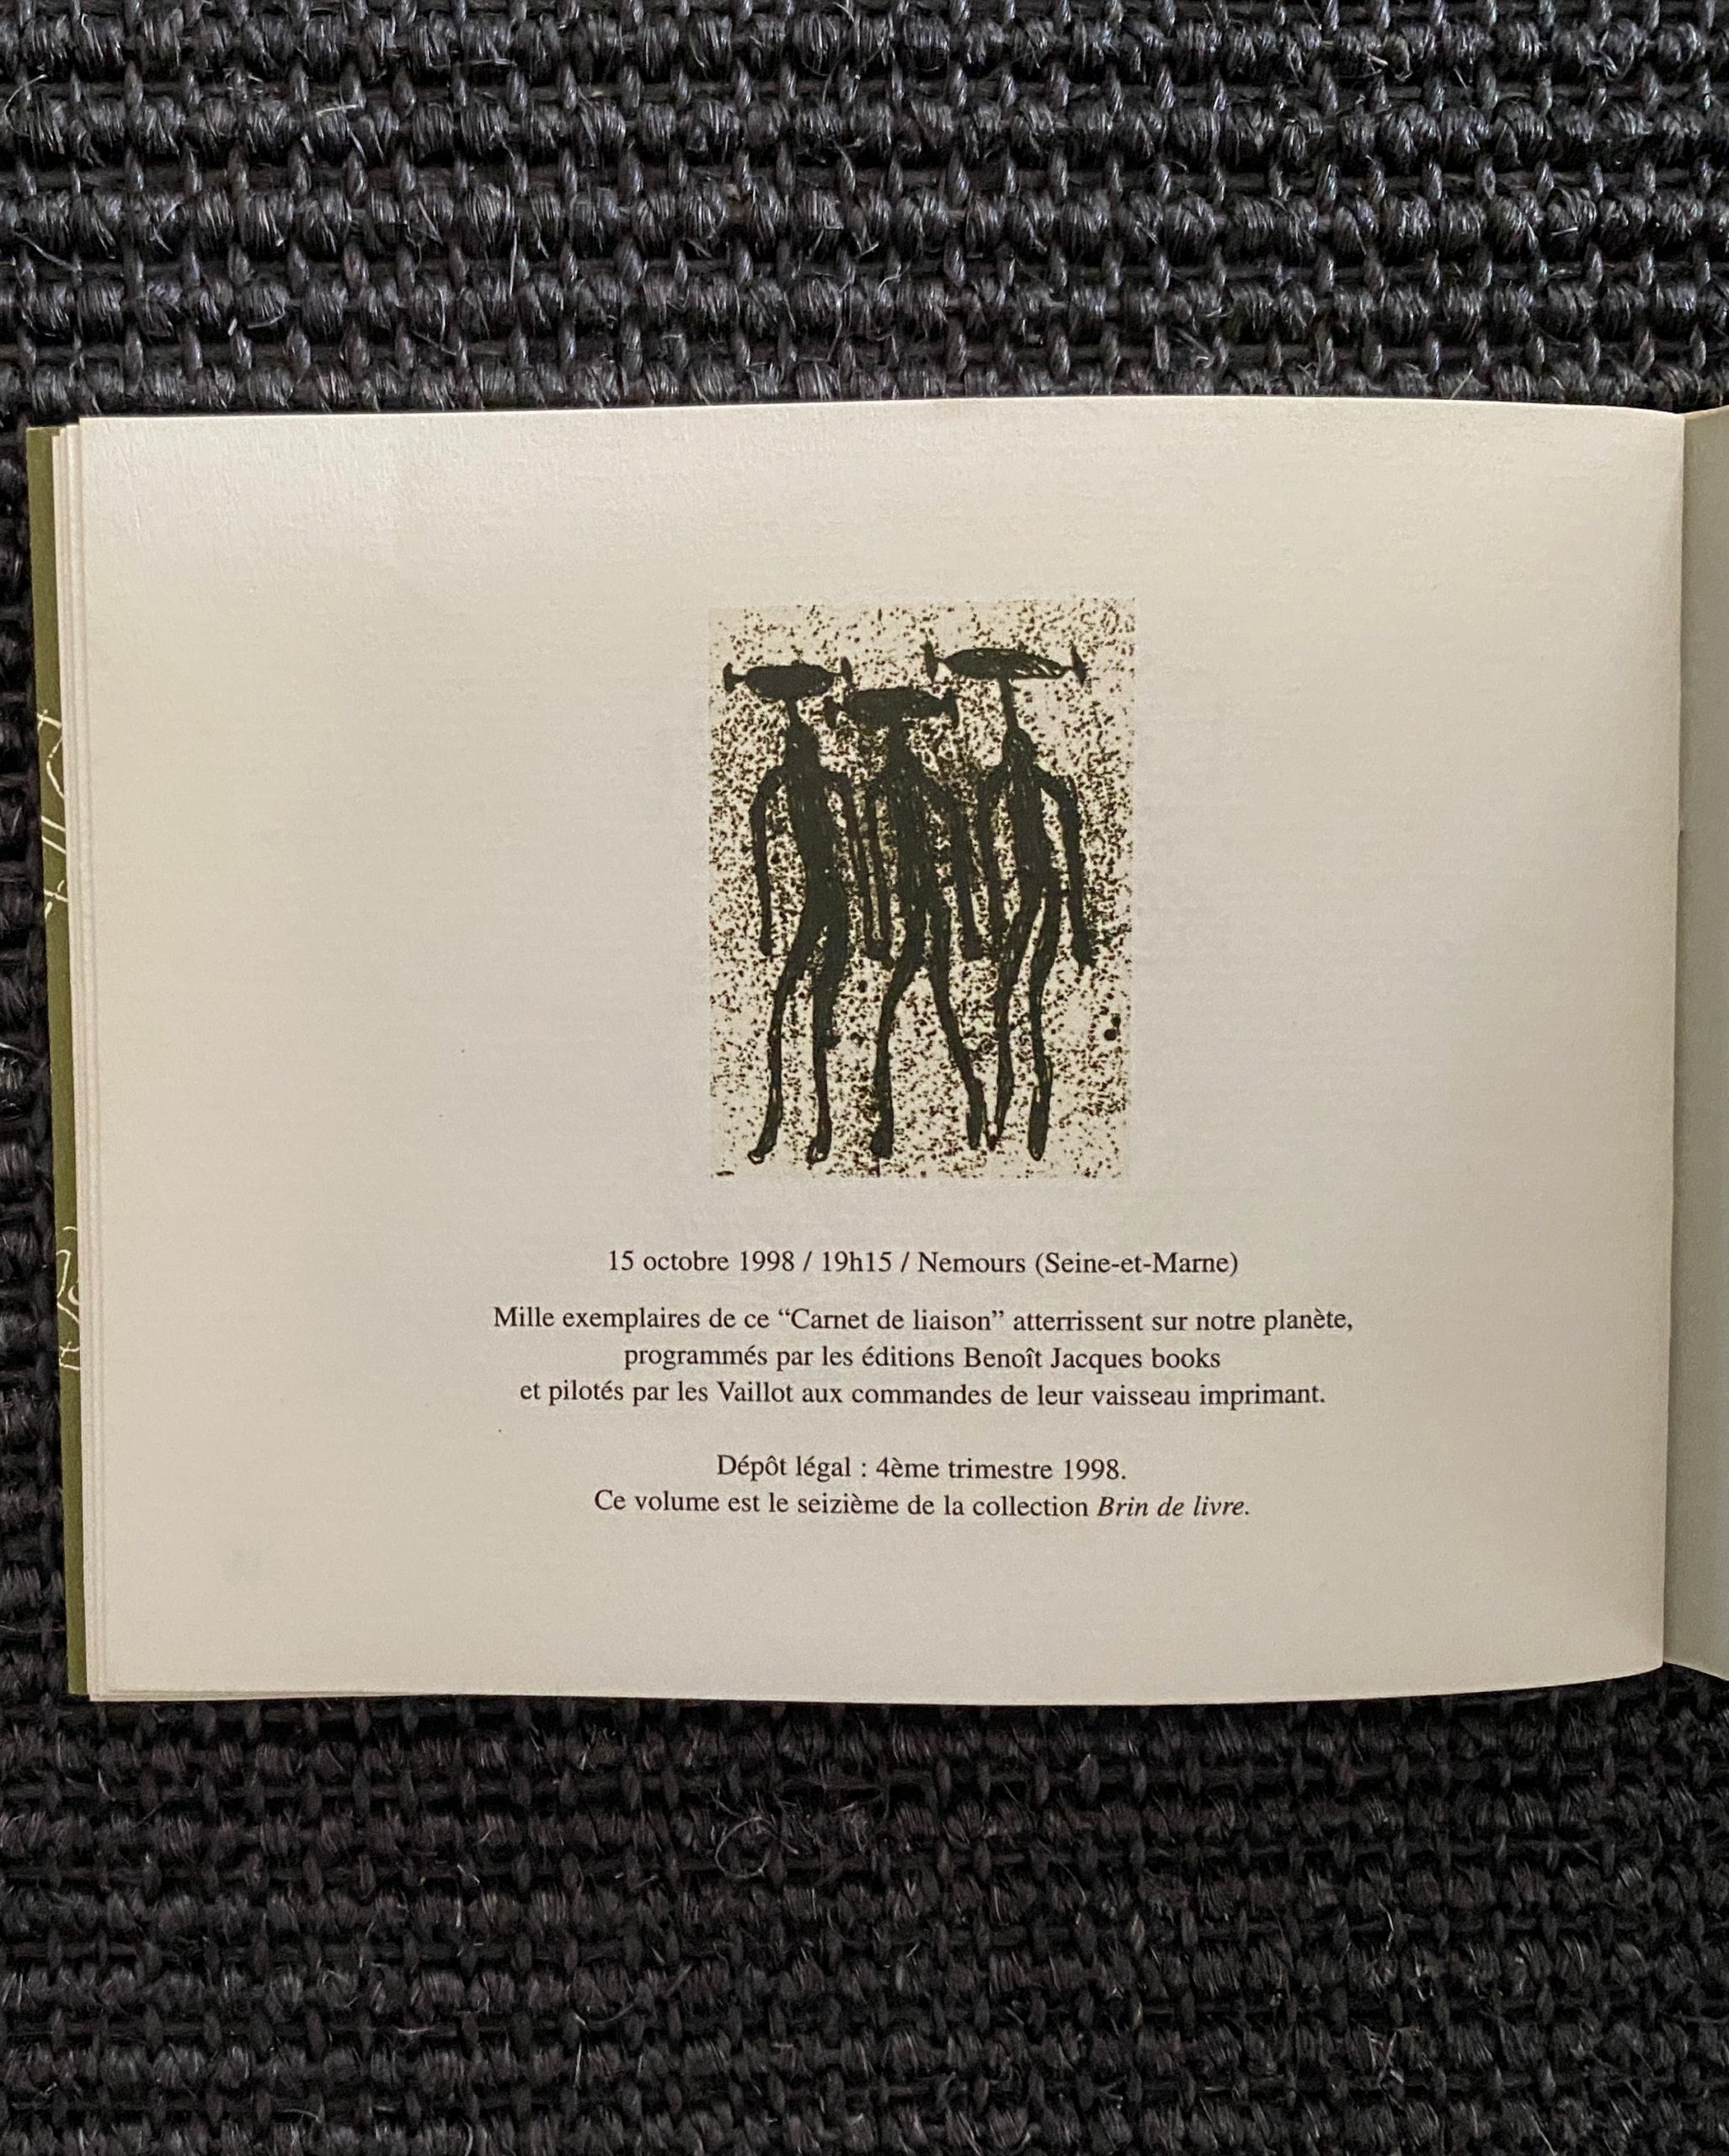 15 octobre 1998 / 19h15 / Nemours (Seine-et-Marne)
Mille exemplaires de ce “Carnet de liaison” atterrissent sur notre planète,
programmés par les éditions Benoît Jacques books
et pilotés par les Vaillot aux commandes de leur vaisseau imprimant.
Dépôt légal : 4ème trimestre 1998.
Ce volume est le seizième de la collection Brin de livre.